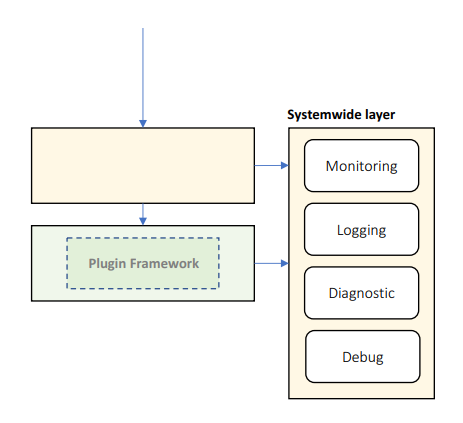 Systemwide layer
Monitoring
Logging
Plugin Framework
Diagnostic
Debug